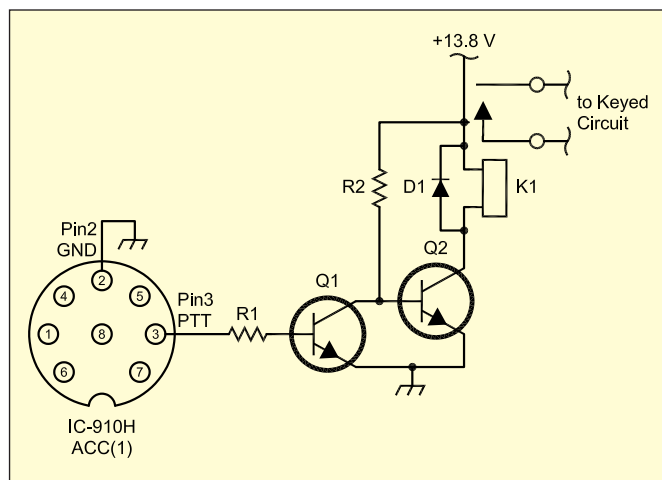 +13.8 V
to Keyed
Circuit
R2
D1
K1
Pin2
GND
Q1
Q2
Pin3
PTT
R1
2
4
5
1
8
3
6
7
IC-910H
ACC(1)